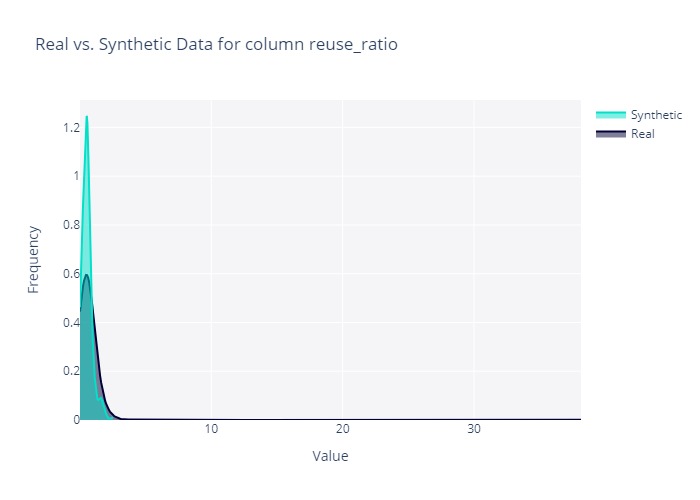 Real vs. Synthetic Data for column reuse_ratio
Synthetic
Real
Frequency
1.2
1
0.8
0.6
0.4
0.2
0
10
20
30
Value